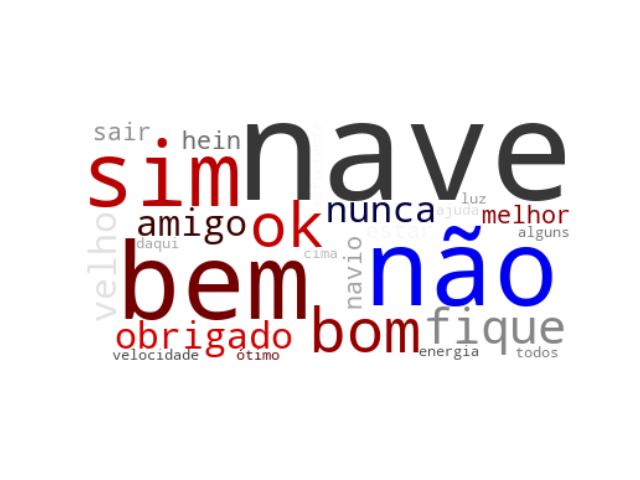 sair
hein
nave
sim
luz
nunca
ajuda
melhor
amigo
ok
velho
estar
alguns
daqui
bem
cima
navio
não
obrigado
bom
fique
velocidade
ótimo
energia
todos